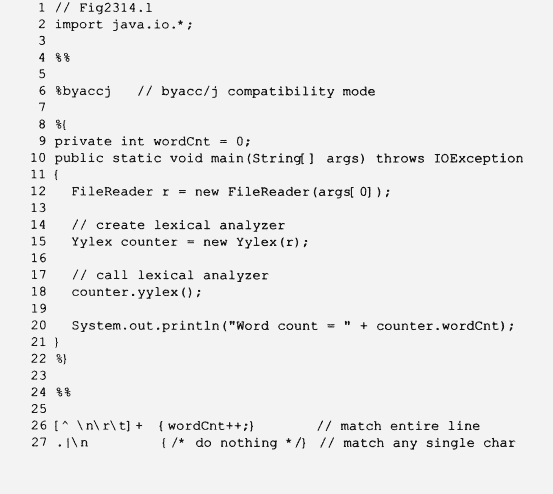 1 // Fig2314.l
2 import java.io.*;
3
4 %%
5
6 %byaccj   // byacc/j compatibility mode
7
8 %{
9 private int wordCnt = 0;
10 public static void main(String[] args) throws IOException
11 {
12   FileReader r = new FileReader(args[0]);
13
14   // create lexical analyzer
15   Yylex counter = new Yylex(r);
16
17   // call lexical analyzer
18   counter.yylex();
19
20   System.out.println("Word count = " + counter.wordCnt);
21 }
22 %}
23
24 %%
25
26 [^ \n\r\t]+  {wordCnt++;}       // match entire line
27 .|\n         {/* do nothing */} // match any single char